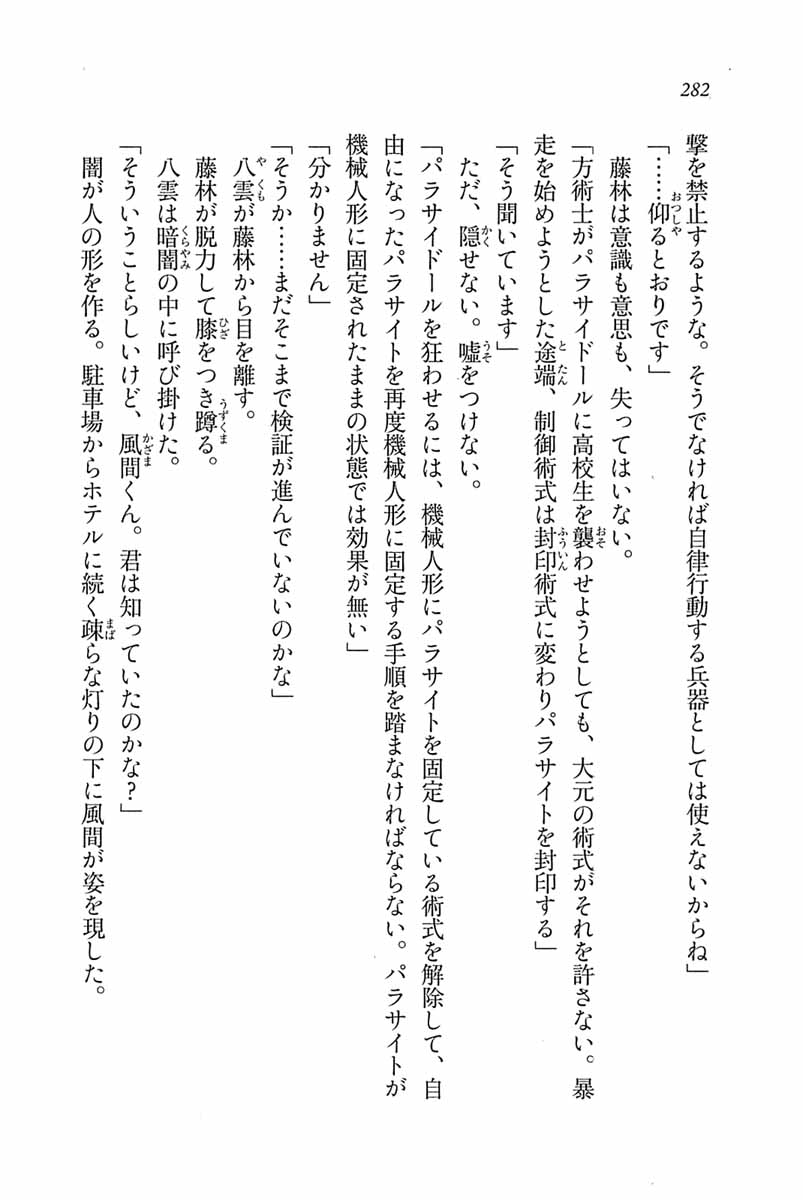 282
撃を禁止するような。そうでなければ自律行動する兵器としては使えないからね」
「……仰るとおりです」
藤林は意識も意思も、失ってはいない。
「方術士がパラサイドールに高校生を襲わせようとしても、大元の術式がそれを許さない。暴
走を始めようとした途端、制御術式は封印術式に変わりパラサイトを封印する」
「そう聞いています」
ただ、隠せない。嘘をつけない。
「パラサイドールを狂わせるには、機械人形にパラサイトを固定している術式を解除して、自
由になったパラサイトを再度機械人形に固定する手順を踏まなければならない。パラサイトが
機械人形に固定されたままの状態では効果が無い」
「分かりません」
「そうか……まだそこまで検証が進んでいないのかな」
八雲が藤林から目を離す。
藤林が脱力して膝をつき蹲る。
八雲は暗闇の中に呼び掛けた。
「そういうことらしいけど、風間くん。君は知っていたのかな？」
闇が人の形を作る。駐車場からホテルに続く疎らな灯りの下に風間が姿を現した。